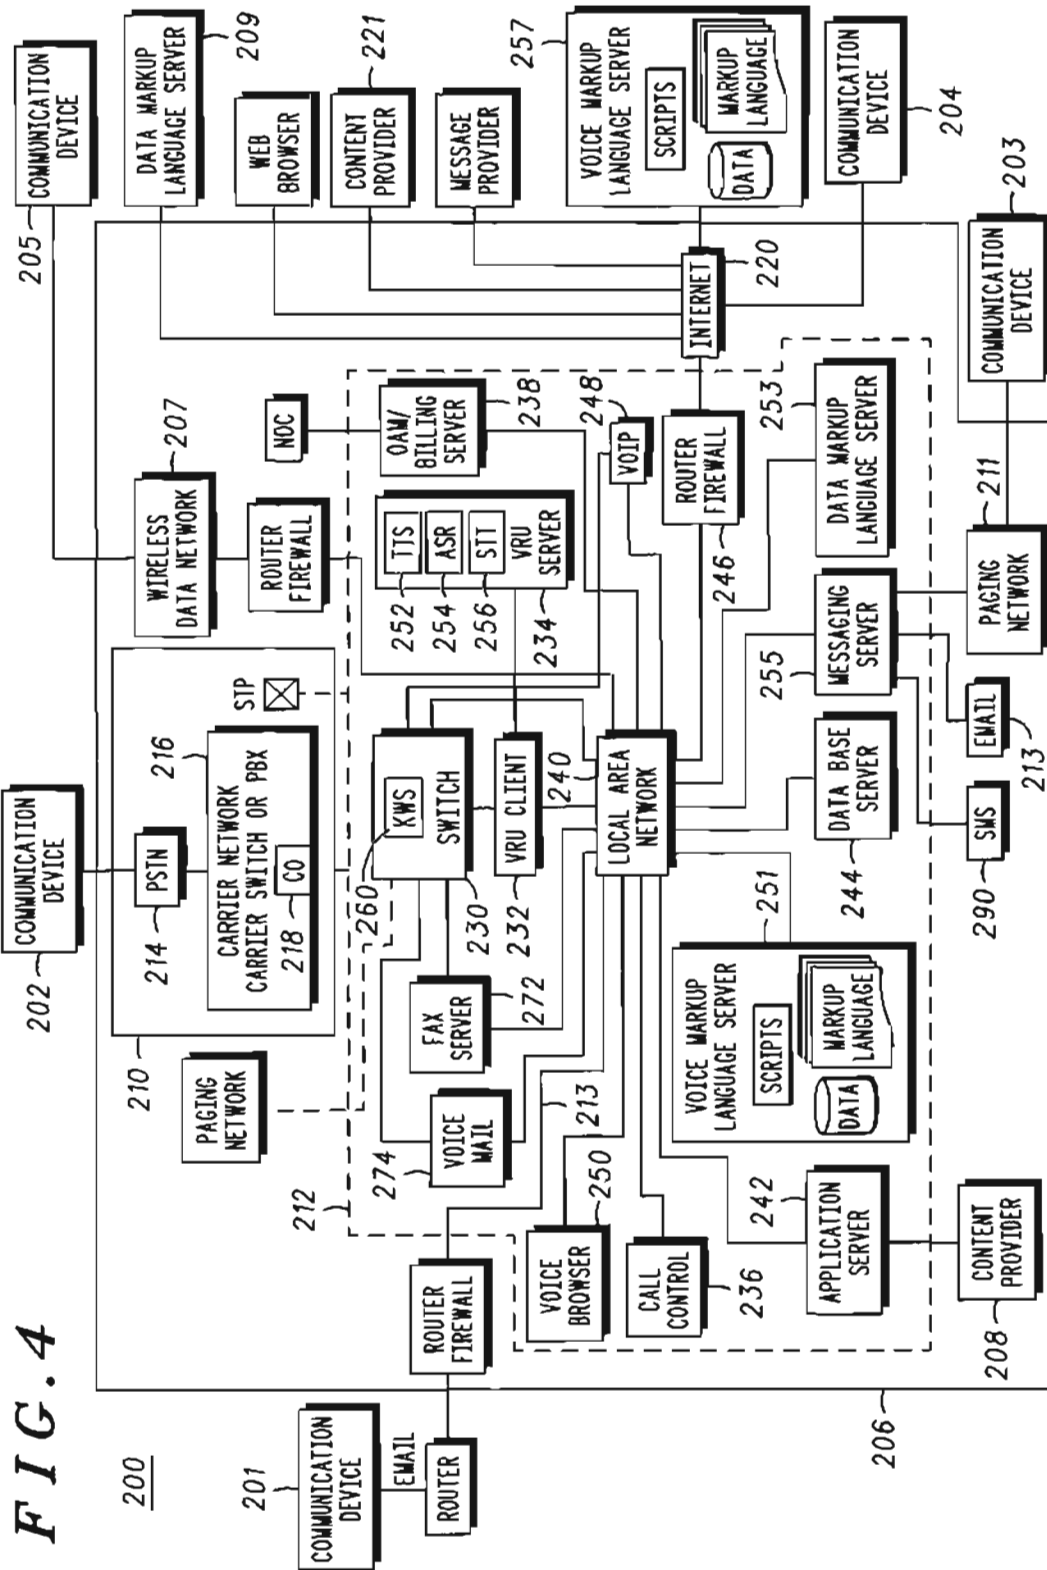 FIG.4
200
201
COMMUNICATION
DEVICE
EMAIL
ROUTER
ROUTER
FIREWALL
206
202
COMMUNICATION
DEVICE
210
214
PSTN
216
CARRIER NETWORK
CARRIER SWITCH OR PBX
218
CO
STP
PAGING
NETWORK
212
205
COMMUNICATION
DEVICE
209
DATA MARKUP
LANGUAGE SERVER
WEB
BROWSER
221
CONTENT
PROVIDER
MESSAGE
PROVIDER
257
VOICE MARKUP
LANGUAGE SERVER
SCRIPTS
DATA
MARKUP
LANGUAGE
COMMUNICATION
DEVICE
204
203
COMMUNICATION
DEVICE
207
WIRELESS
DATA NETWORK
ROUTER
FIREWALL
NOC
OAM/
BILLING
SERVER
238
TTS
252
ASR
254
STT
256
VRU
SERVER
234
VOIP
248
ROUTER
FIREWALL
246
INTERNET
220
260
KWS
SWITCH
230
VRU CLIENT
232
LOCAL AREA
NETWORK
240
FAX
SERVER
272
VOICE
MAIL
274
213
VOICE
BROWSER
250
CALL
CONTROL
236
251
VOICE MARKUP
LANGUAGE SERVER
SCRIPTS
DATA
MARKUP
LANGUAGE
242
APPLICATION
SERVER
CONTENT
PROVIDER
208
DATA BASE
SERVER
244
255
MESSAGING
SERVER
253
DATA MARKUP
LANGUAGE SERVER
211
PAGING
NETWORK
EMAIL
213
SMS
290